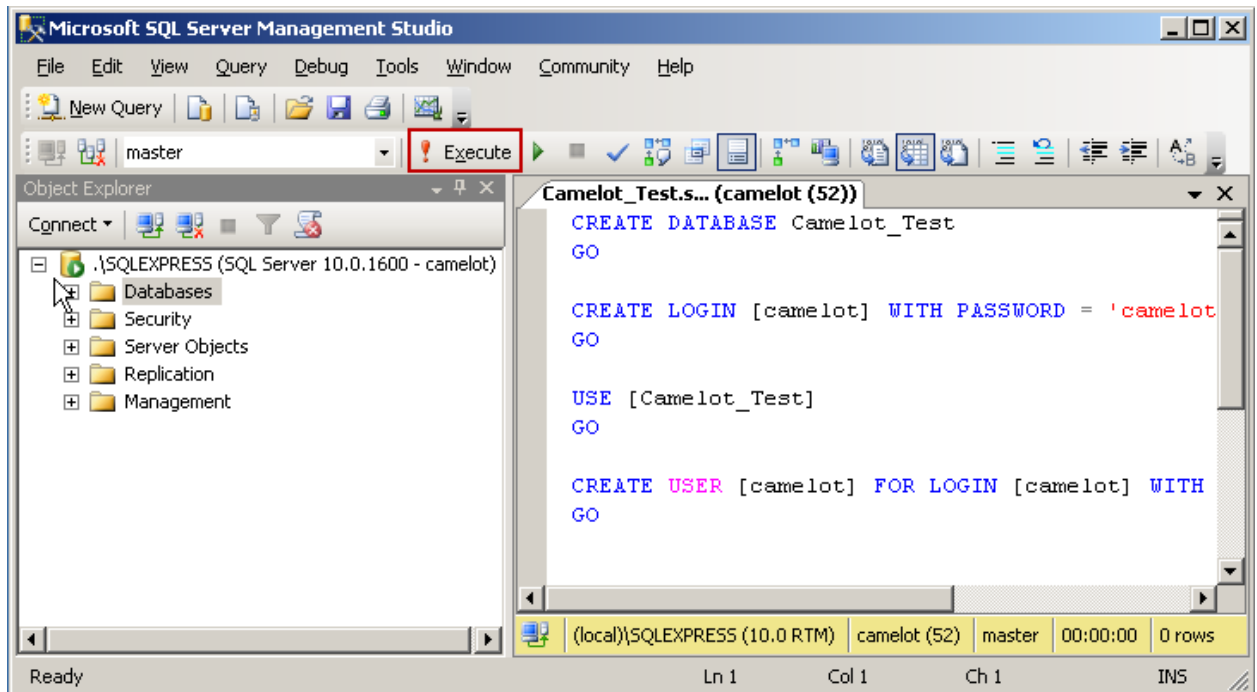 Microsoft SQL Server Management Studio
File Edit View Query Debug Tools Window Community Help
New Query
master Execute
Object Explorer
Connect
.\SQLEXPRESS (SQL Server 10.0.1600 - camelot)
Databases
Security
Server Objects
Replication
Management
Camelot_Test.s... (camelot (52))
CREATE DATABASE Camelot_Test
GO
CREATE LOGIN [camelot] WITH PASSWORD = 'camelot
GO
USE [Camelot_Test]
GO
CREATE USER [camelot] FOR LOGIN [camelot] WITH
GO
(local)\SQLEXPRESS (10.0 RTM) camelot (52) master 00:00:00 0 rows
Ready Ln 1 Col 1 Ch 1 INS